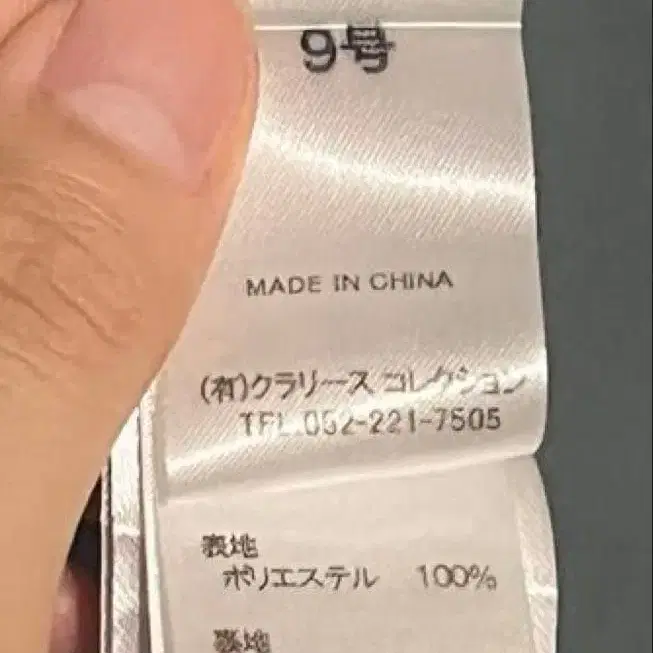 9号
MADE IN CHINA
(有)クラリース コレクション
TEL.052-221-7505
表地
ポリエステル 100%
裏地